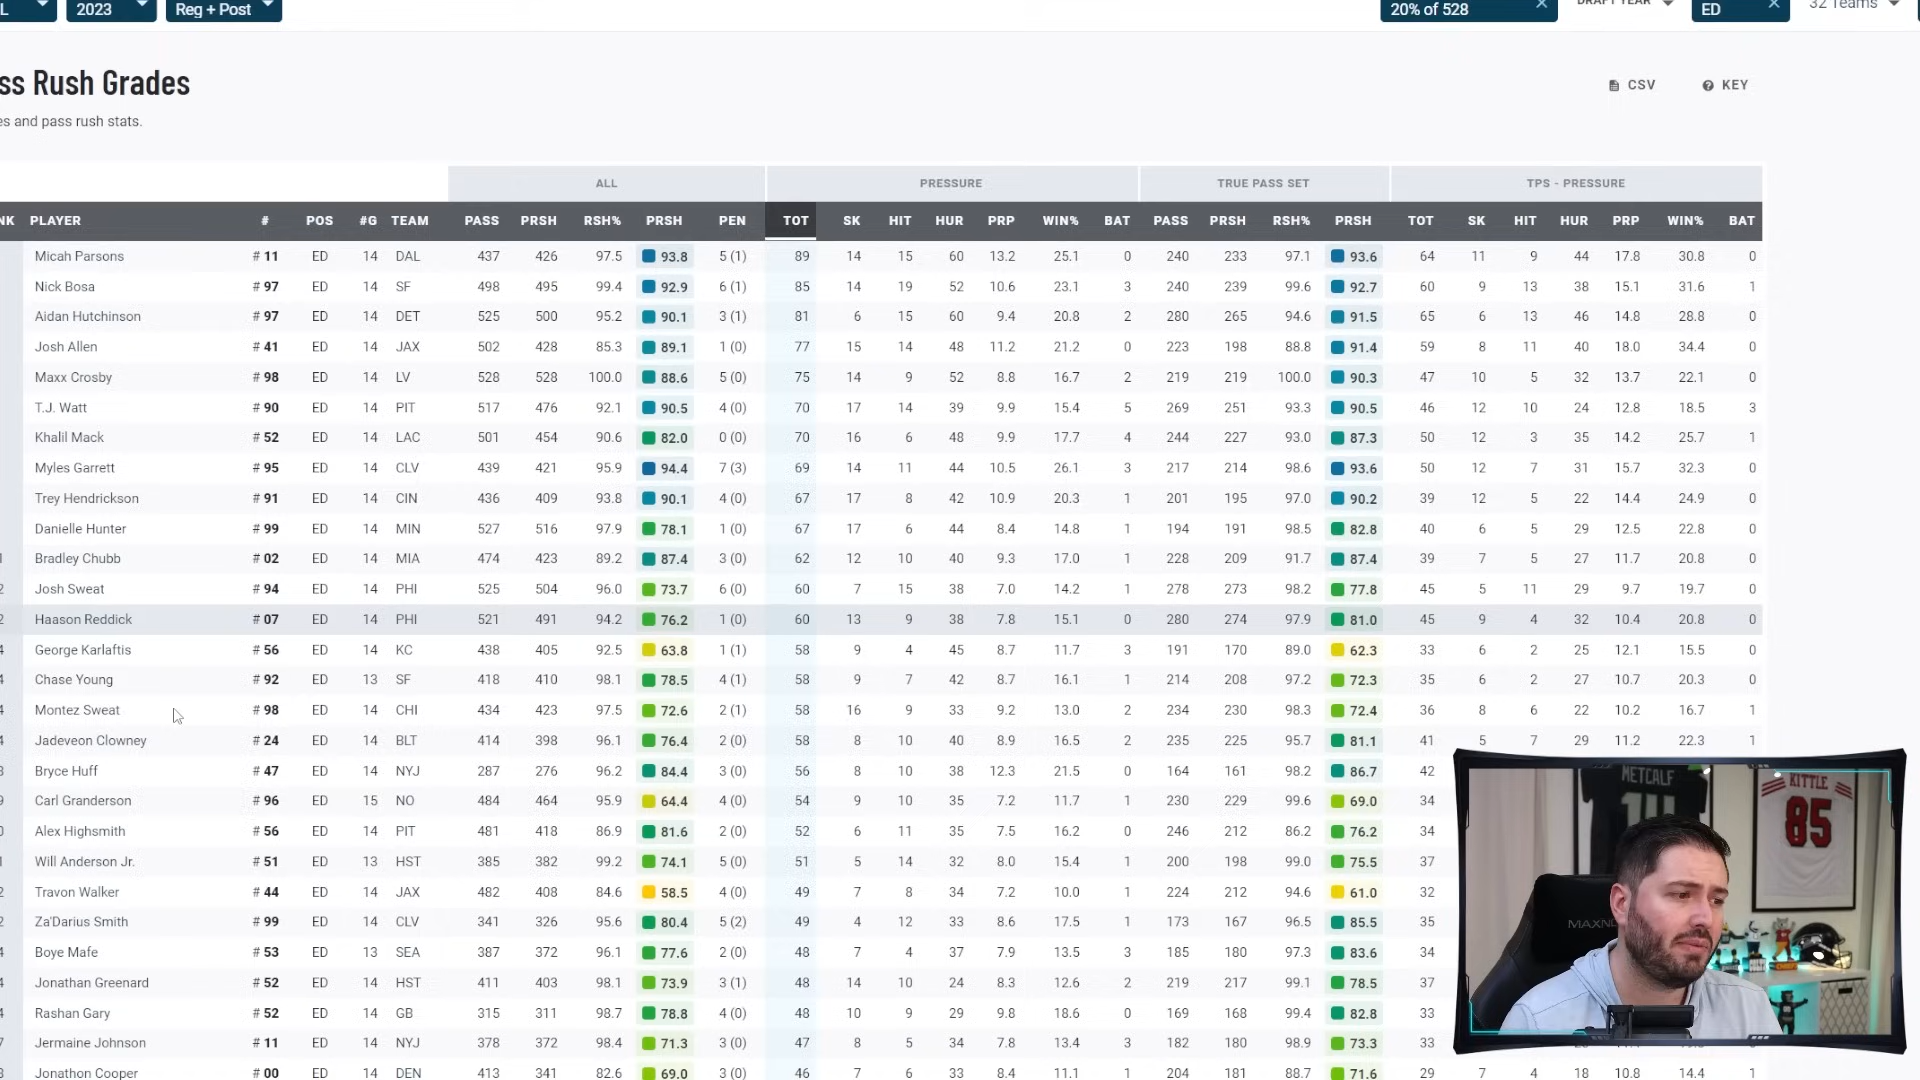 L 2023 Reg + Post 20% of 528 DRAFT YEAR ED 32 Teams
ss Rush Grades
CSV KEY
es and pass rush stats.
ALL PRESSURE TRUE PASS SET TPS - PRESSURE
NK PLAYER # POS #G TEAM PASS PRSH RSH% PRSH PEN TOT SK HIT HUR PRP WIN% BAT PASS PRSH RSH% PRSH TOT SK HIT HUR PRP WIN% BAT
Micah Parsons # 11 ED 14 DAL 437 426 97.5 93.8 5 (1) 89 14 15 60 13.2 25.1 0 240 233 97.1 93.6 64 11 9 44 17.8 30.8 0
Nick Bosa # 97 ED 14 SF 498 495 99.4 92.9 6 (1) 85 14 19 52 10.6 23.1 3 240 239 99.6 92.7 60 9 13 38 15.1 31.6 1
Aidan Hutchinson # 97 ED 14 DET 525 500 95.2 90.1 3 (1) 81 6 15 60 9.4 20.8 2 280 265 94.6 91.5 65 6 13 46 14.8 28.8 0
Josh Allen # 41 ED 14 JAX 502 428 85.3 89.1 1 (0) 77 15 14 48 11.2 21.2 0 223 198 88.8 91.4 59 8 11 40 18.0 34.4 0
Maxx Crosby # 98 ED 14 LV 528 528 100.0 88.6 5 (0) 75 14 9 52 8.8 16.7 2 219 219 100.0 90.3 47 10 5 32 13.7 22.1 0
T.J. Watt # 90 ED 14 PIT 517 476 92.1 90.5 4 (0) 70 17 14 39 9.9 15.4 5 269 251 93.3 90.5 46 12 10 24 12.8 18.5 3
Khalil Mack # 52 ED 14 LAC 501 454 90.6 82.0 0 (0) 70 16 6 48 9.9 17.7 4 244 227 93.0 87.3 50 12 3 35 14.2 25.7 1
Myles Garrett # 95 ED 14 CLV 439 421 95.9 94.4 7 (3) 69 14 11 44 10.5 26.1 3 217 214 98.6 93.6 50 12 7 31 15.7 32.3 0
Trey Hendrickson # 91 ED 14 CIN 436 409 93.8 90.1 4 (0) 67 17 8 42 10.9 20.3 1 201 195 97.0 90.2 39 12 5 22 14.4 24.9 0
Danielle Hunter # 99 ED 14 MIN 527 516 97.9 78.1 1 (0) 67 17 6 44 8.4 14.8 1 194 191 98.5 82.8 40 6 5 29 12.5 22.8 0
1 Bradley Chubb # 02 ED 14 MIA 474 423 89.2 87.4 3 (0) 62 12 10 40 9.3 17.0 1 228 209 91.7 87.4 39 7 5 27 11.7 20.8 0
2 Josh Sweat # 94 ED 14 PHI 525 504 96.0 73.7 6 (0) 60 7 15 38 7.0 14.2 1 278 273 98.2 77.8 45 5 11 29 9.7 19.7 0
2 Haason Reddick # 07 ED 14 PHI 521 491 94.2 76.2 1 (0) 60 13 9 38 7.8 15.1 0 280 274 97.9 81.0 45 9 4 32 10.4 20.8 0
4 George Karlaftis # 56 ED 14 KC 438 405 92.5 63.8 1 (1) 58 9 4 45 8.7 11.7 3 191 170 89.0 62.3 33 6 2 25 12.1 15.5 0
4 Chase Young # 92 ED 13 SF 418 410 98.1 78.5 4 (1) 58 9 7 42 8.7 16.1 1 214 208 97.2 72.3 35 6 2 27 10.7 20.3 0
4 Montez Sweat # 98 ED 14 CHI 434 423 97.5 72.6 2 (1) 58 16 9 33 9.2 13.0 2 234 230 98.3 72.4 36 8 6 22 10.2 16.7 1
4 Jadeveon Clowney # 24 ED 14 BLT 414 398 96.1 76.4 2 (0) 58 8 10 40 8.9 16.5 2 235 225 95.7 81.1 41 5 7 29 11.2 22.3 1
8 Bryce Huff # 47 ED 14 NYJ 287 276 96.2 84.4 3 (0) 56 8 10 38 12.3 21.5 0 164 161 98.2 86.7 42
9 Carl Granderson # 96 ED 15 NO 484 464 95.9 64.4 4 (0) 54 9 10 35 7.2 11.7 1 230 229 99.6 69.0 34
0 Alex Highsmith # 56 ED 14 PIT 481 418 86.9 81.6 2 (0) 52 6 11 35 7.5 16.2 0 246 212 86.2 76.2 34
1 Will Anderson Jr. # 51 ED 13 HST 385 382 99.2 74.1 5 (0) 51 5 14 32 8.0 15.4 1 200 198 99.0 75.5 37
2 Travon Walker # 44 ED 14 JAX 482 408 84.6 58.5 4 (0) 49 7 8 34 7.2 10.0 1 224 212 94.6 61.0 32
2 Za'Darius Smith # 99 ED 14 CLV 341 326 95.6 80.4 5 (2) 49 4 12 33 8.6 17.5 1 173 167 96.5 85.5 35
4 Boye Mafe # 53 ED 13 SEA 387 372 96.1 77.6 2 (0) 48 7 4 37 7.9 13.5 3 185 180 97.3 83.6 34
4 Jonathan Greenard # 52 ED 14 HST 411 403 98.1 73.9 3 (1) 48 14 10 24 8.3 12.6 2 219 217 99.1 78.5 37
4 Rashan Gary # 52 ED 14 GB 315 311 98.7 78.8 4 (0) 48 10 9 29 9.8 18.6 0 169 168 99.4 82.8 33
7 Jermaine Johnson # 11 ED 14 NYJ 378 372 98.4 71.3 3 (0) 47 8 5 34 7.8 13.4 3 182 180 98.9 73.3 33
8 Jonathon Cooper # 00 ED 14 DEN 413 341 82.6 69.0 3 (0) 46 7 6 33 8.4 11.1 1 204 181 88.7 71.6 29 7 4 18 10.8 14.4 1
METCALF
KITTLE
85
MAXN